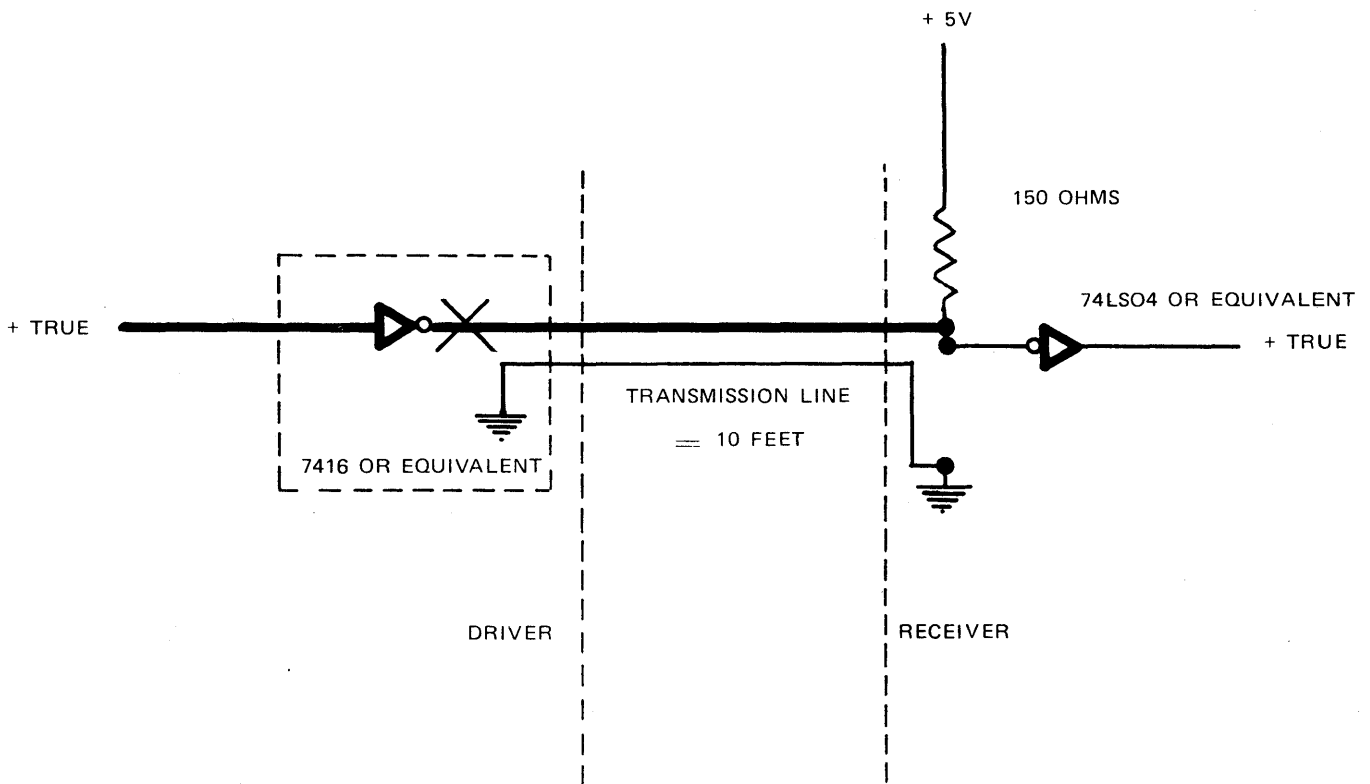 + 5V
150 OHMS
74LSO4 OR EQUIVALENT
+ TRUE
+ TRUE
TRANSMISSION LINE
= 10 FEET
7416 OR EQUIVALENT
DRIVER
RECEIVER